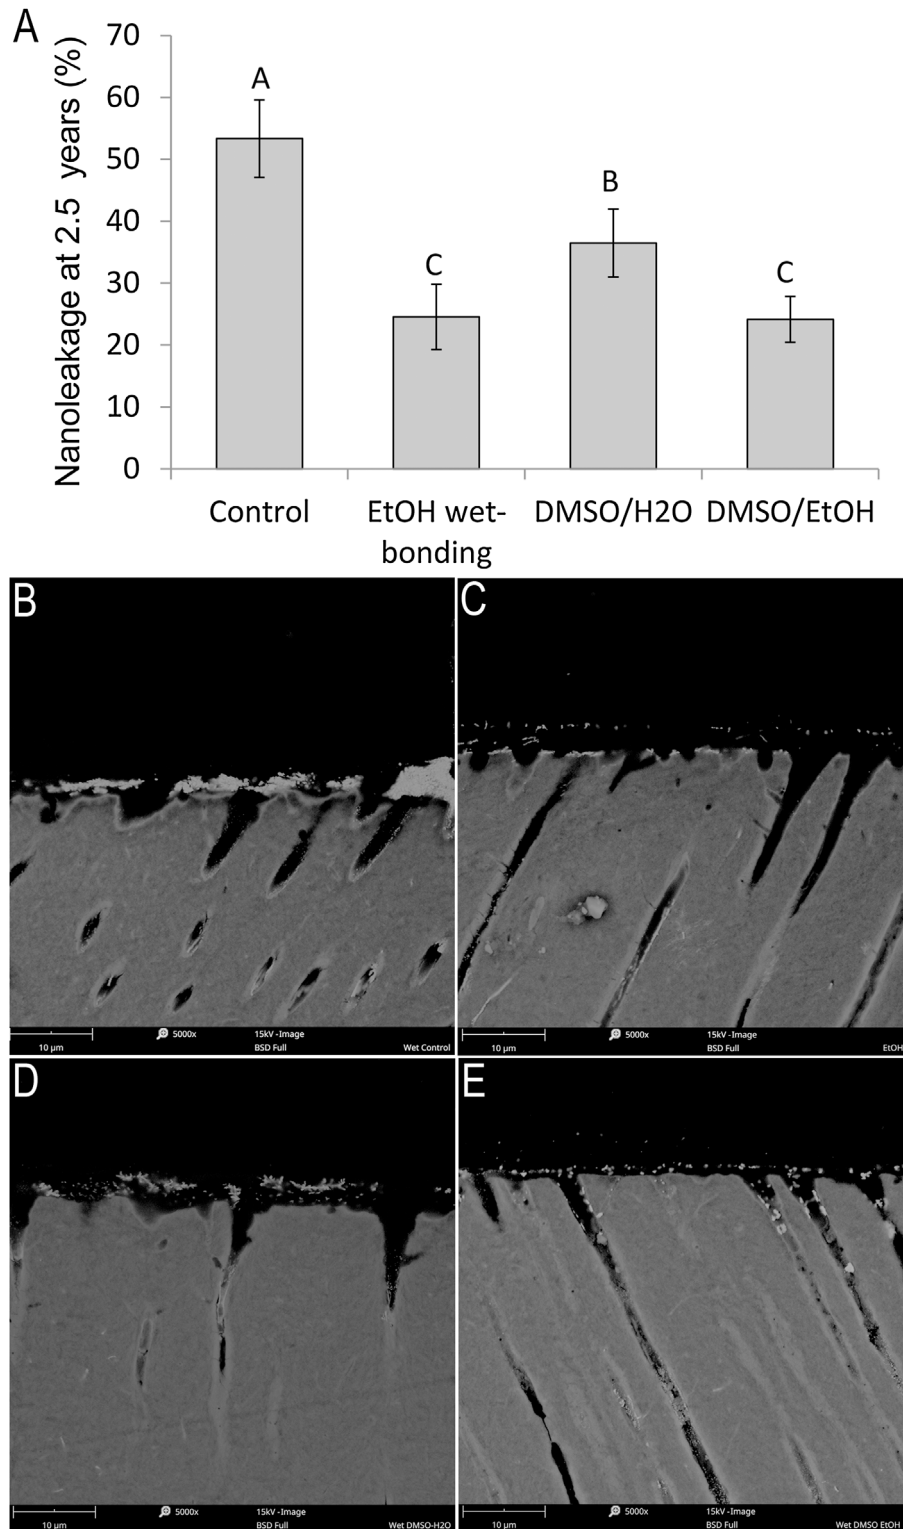 A
Nanoleakage at 2.5 years (%)
70
60
50
40
30
20
10
0
A
C
B
C
Control
EtOH wet-
bonding
DMSO/H2O
DMSO/EtOH
B
10 µm
5000x
15kV -Image
BSD Full
Wet Control
C
10 µm
5000x
15kV -Image
BSD Full
EtOH
D
10 µm
5000x
15kV -Image
BSD Full
Wet DMSO-H2O
E
10 µm
5000x
15kV -Image
BSD Full
Wet DMSO EtOH